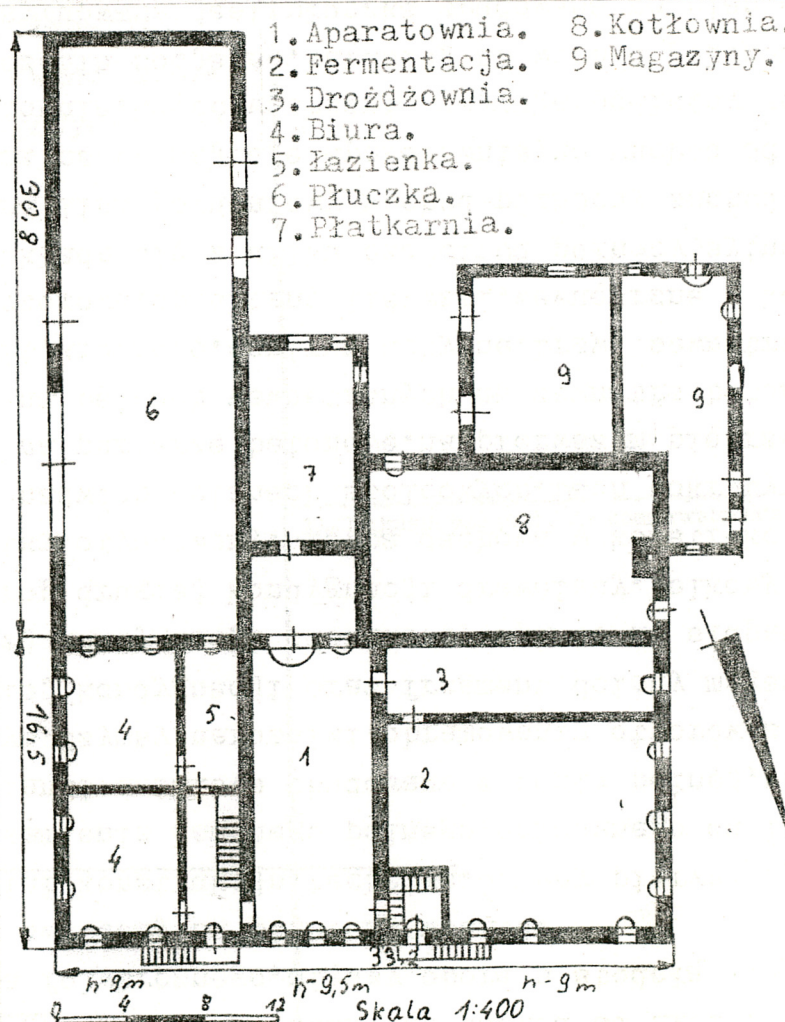 1. Aparatownia. 8. Kotłownia.
2. Fermentacja. 9. Magazyny.
3. Drożdżownia.
4. Biura.
5. Łazienka.
6. Płuczka.
7. Płatkarnia.
30,8
6
7
9
9
8
16,5
4
5
1
3
2
4
33,2
h-9m h-9,5m h-9m
0 4 8 12
Skala 1:400